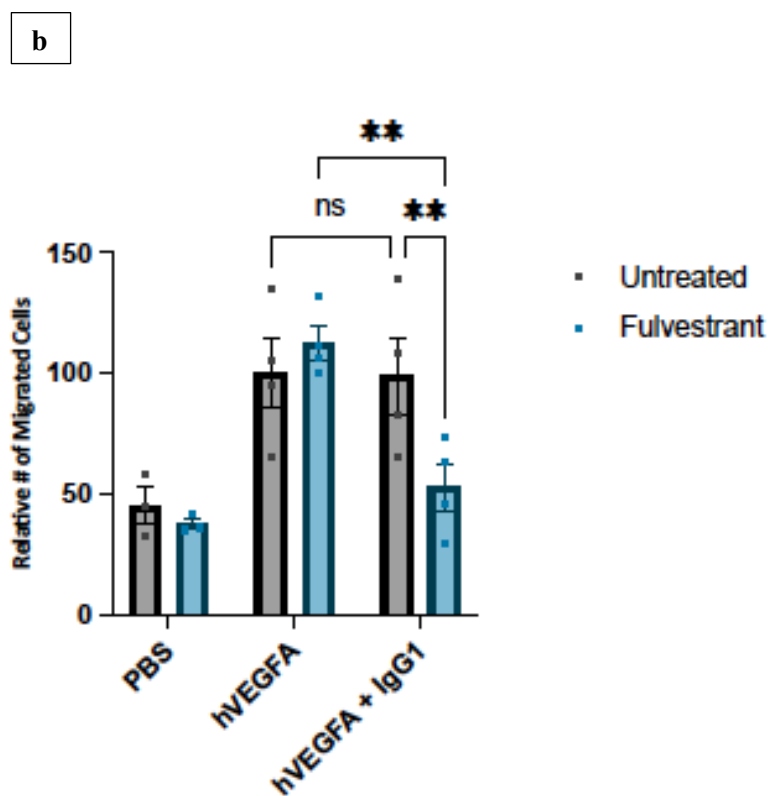 b
**
ns
**
150
100
50
0
Relative # of Migrated Cells
Untreated
Fulvestrant
PBS
hVEGFA
hVEGFA + IgG1